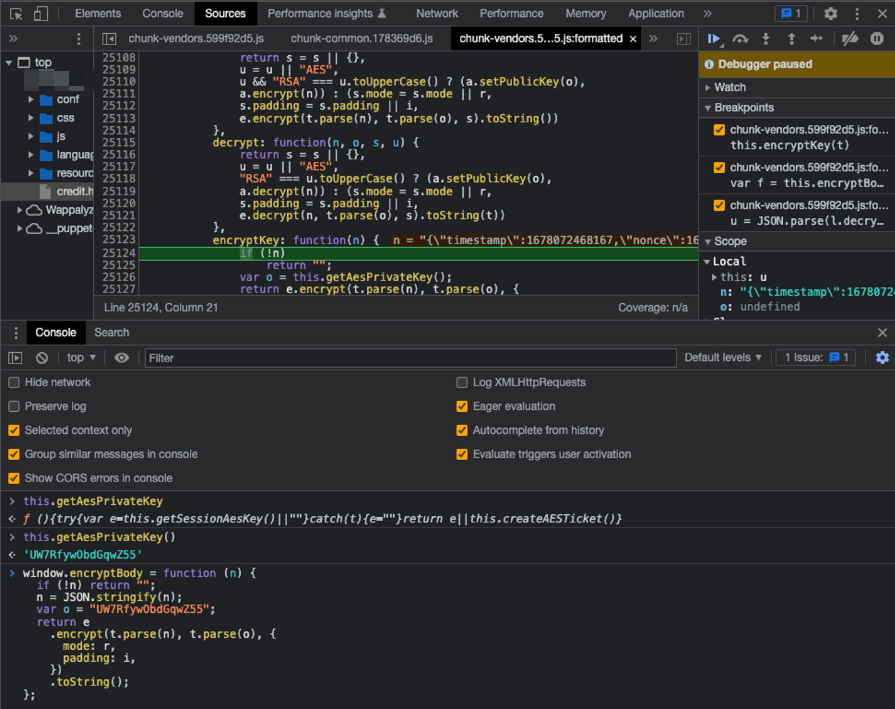 Elements Console Sources Performance insights Network Performance Memory Application » 1
» chunk-vendors.599f92d5.js chunk-common.178369d6.js chunk-vendors.5…5.js:formatted × »
top
conf
css
js
languag
resourc
credit.h
Wappalyz
__puppet
25108 return s = s || {},
25109 u = u || "AES",
25110 u && "RSA" === u.toUpperCase() ? (a.setPublicKey(o),
25111 a.encrypt(n)) : (s.mode = s.mode || r,
25112 s.padding = s.padding || i,
25113 e.encrypt(t.parse(n), t.parse(o), s).toString())
25114 },
25115 decrypt: function(n, o, s, u) {
25116 return s = s || {},
25117 u = u || "AES",
25118 "RSA" === u.toUpperCase() ? (a.setPublicKey(o),
25119 a.decrypt(n)) : (s.mode = s.mode || r,
25120 s.padding = s.padding || i,
25121 e.decrypt(n, t.parse(o), s).toString(t))
25122 },
25123 encryptKey: function(n) { n = "{\"timestamp\":1678072468167,\"nonce\":16
25124 if (!n)
25125 return "";
25126 var o = this.getAesPrivateKey();
25127 return e.encrypt(t.parse(n), t.parse(o), {
Line 25124, Column 21 Coverage: n/a
Debugger paused
Watch
Breakpoints
chunk-vendors.599f92d5.js:fo…
this.encryptKey(t)
chunk-vendors.599f92d5.js:fo…
var f = this.encryptBo…
chunk-vendors.599f92d5.js:fo…
u = JSON.parse(l.decry…
Scope
Local
this: u
n: "{\"timestamp\":16780724
o: undefined
Console Search
top Filter Default levels 1 Issue: 1
Hide network Log XMLHttpRequests
Preserve log Eager evaluation
Selected context only Autocomplete from history
Group similar messages in console Evaluate triggers user activation
Show CORS errors in console
> this.getAesPrivateKey
ƒ (){try{var e=this.getSessionAesKey()||""}catch(t){e=""}return e||this.createAESTicket()}
> this.getAesPrivateKey()
'UW7RfywObdGqwZ55'
> window.encryptBody = function (n) {
if (!n) return "";
n = JSON.stringify(n);
var o = "UW7RfywObdGqwZ55";
return e
.encrypt(t.parse(n), t.parse(o), {
mode: r,
padding: i,
})
.toString();
};